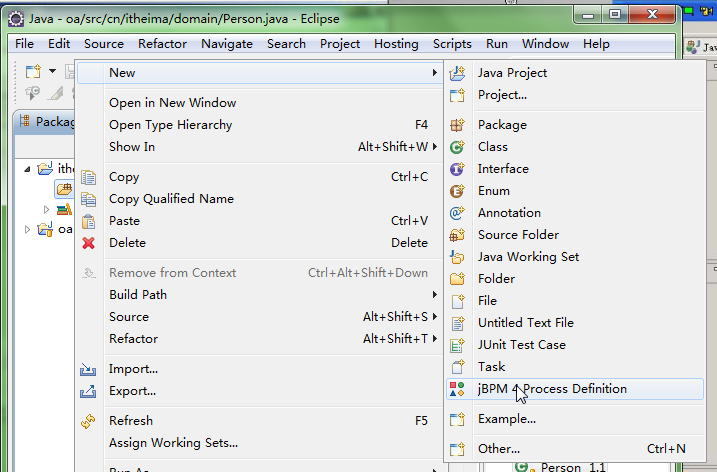 Java - oa/src/cn/itheima/domain/Person.java - Eclipse
File Edit Source Refactor Navigate Search Project Hosting Scripts Run Window Help
Jav
Packag
ithe
oa
New
Open in New Window
Open Type Hierarchy F4
Show In Alt+Shift+W
Copy Ctrl+C
Copy Qualified Name
Paste Ctrl+V
Delete Delete
Remove from Context Ctrl+Alt+Shift+Down
Build Path
Source Alt+Shift+S
Refactor Alt+Shift+T
Import...
Export...
Refresh F5
Assign Working Sets...
Run As
Java Project
Project...
Package
Class
Interface
Enum
Annotation
Source Folder
Java Working Set
Folder
File
Untitled Text File
JUnit Test Case
Task
jBPM 4 Process Definition
Example...
Other... Ctrl+N
Person 1.1